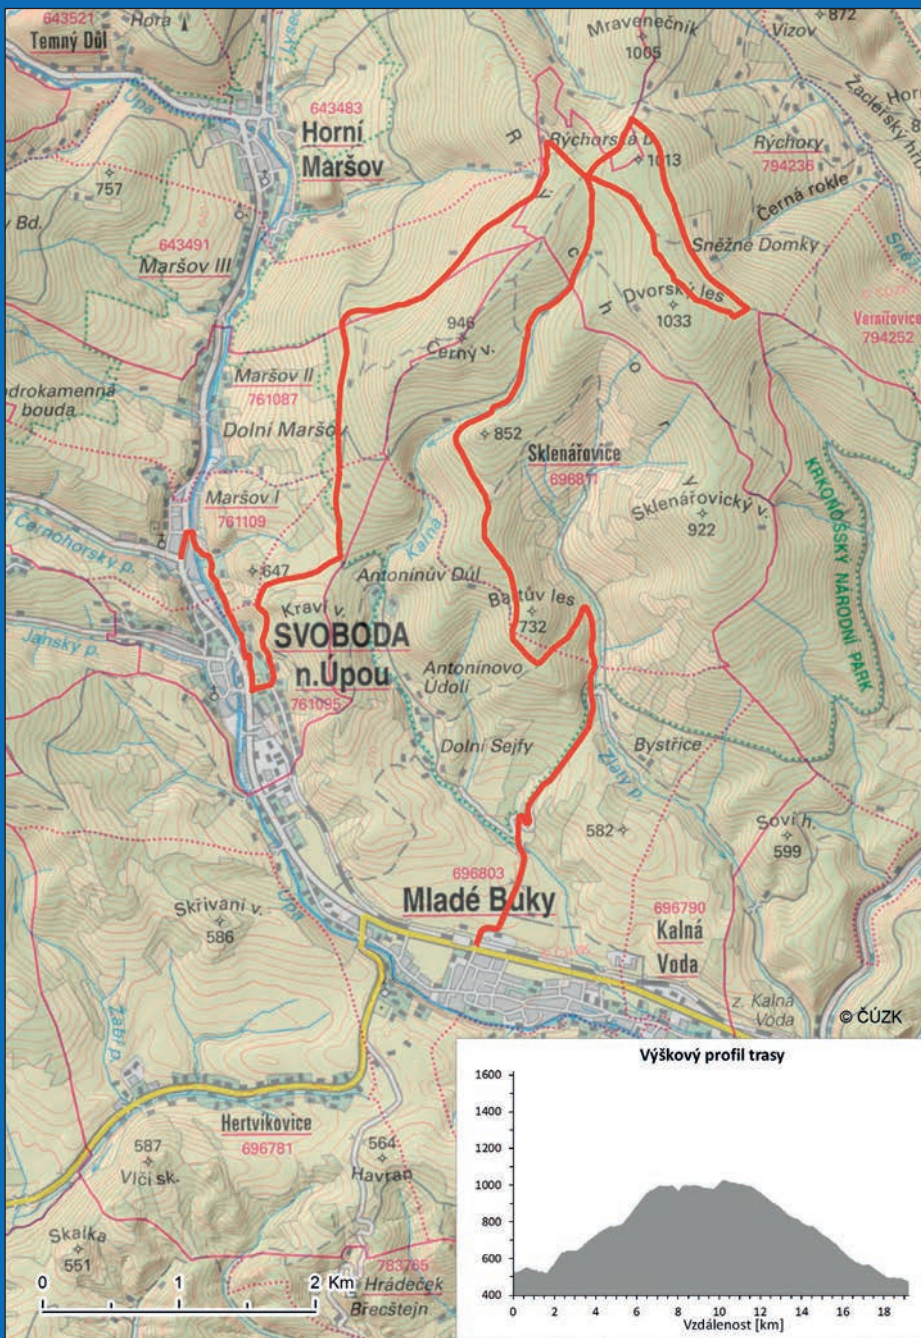 643521
Hora
Temný Důl
Mravenečník
1005
Vizov
872
Úpa
643483
Horní
Maršov
Rýchory
794236
1013
757
R
ý
c
h
o
r
y
Černá rokle
643491
Maršov III
Sněžné Domky
Dvorský les
1033
Vernířovice
794252
946
Černý v.
Maršov II
761087
bouda
Dolní Maršov
852
Sklenářovice
696811
Maršov I
761109
Sklenářovický v.
922
KRKONOŠSKÝ NÁRODNÍ PARK
Černohorský p.
Kalná
647
Antonínův Důl
Kraví v.
Bartův les
732
SVOBODA
n.Úpou
761095
Janský p.
Antonínovo
Údolí
Dolní Sejfy
Bystřice
Zlatý p.
582
Soví h.
599
696803
Mladé Buky
Úpa
Skřivaní v.
586
696790
Kalná
Voda
z. Kalná
Voda
© ČÚZK
Hertvíkovice
696781
587
Vlčí sk.
564
Havran
Skalka
551
783765
Hrádeček
Břecštejn
0 1 2 Km
Výškový profil trasy
1600
1400
1200
1000
800
600
400
0 2 4 6 8 10 12 14 16 18
Vzdálenost [km]